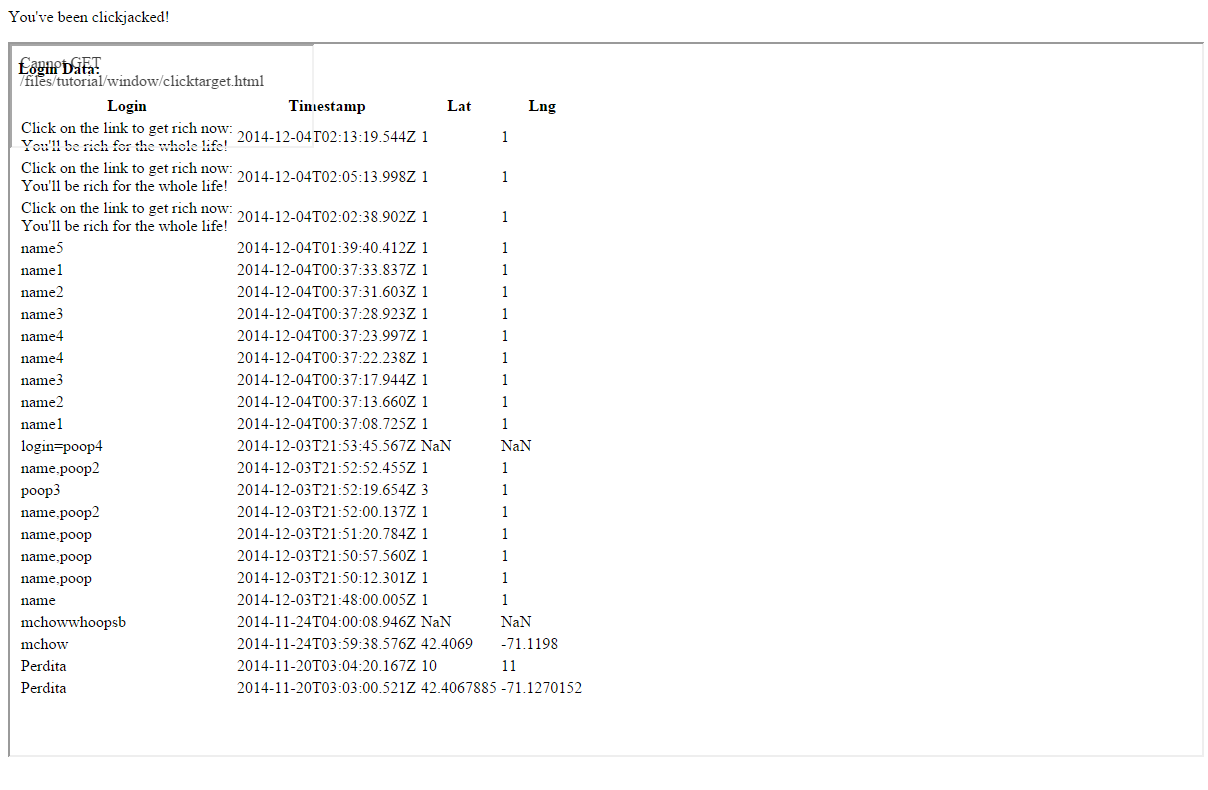 You've been clickjacked!
Cannot GET
Login Data:
/files/tutorial/window/clicktarget.html
Login Timestamp Lat Lng
Click on the link to get rich now:
You'll be rich for the whole life! 2014-12-04T02:13:19.544Z 1 1
Click on the link to get rich now:
You'll be rich for the whole life! 2014-12-04T02:05:13.998Z 1 1
Click on the link to get rich now:
You'll be rich for the whole life! 2014-12-04T02:02:38.902Z 1 1
name5 2014-12-04T01:39:40.412Z 1 1
name1 2014-12-04T00:37:33.837Z 1 1
name2 2014-12-04T00:37:31.603Z 1 1
name3 2014-12-04T00:37:28.923Z 1 1
name4 2014-12-04T00:37:23.997Z 1 1
name4 2014-12-04T00:37:22.238Z 1 1
name3 2014-12-04T00:37:17.944Z 1 1
name2 2014-12-04T00:37:13.660Z 1 1
name1 2014-12-04T00:37:08.725Z 1 1
login=poop4 2014-12-03T21:53:45.567Z NaN NaN
name,poop2 2014-12-03T21:52:52.455Z 1 1
poop3 2014-12-03T21:52:19.654Z 3 1
name,poop2 2014-12-03T21:52:00.137Z 1 1
name,poop 2014-12-03T21:51:20.784Z 1 1
name,poop 2014-12-03T21:50:57.560Z 1 1
name,poop 2014-12-03T21:50:12.301Z 1 1
name 2014-12-03T21:48:00.005Z 1 1
mchowwhoopsb 2014-11-24T04:00:08.946Z NaN NaN
mchow 2014-11-24T03:59:38.576Z 42.4069 -71.1198
Perdita 2014-11-20T03:04:20.167Z 10 11
Perdita 2014-11-20T03:03:00.521Z 42.4067885 -71.1270152